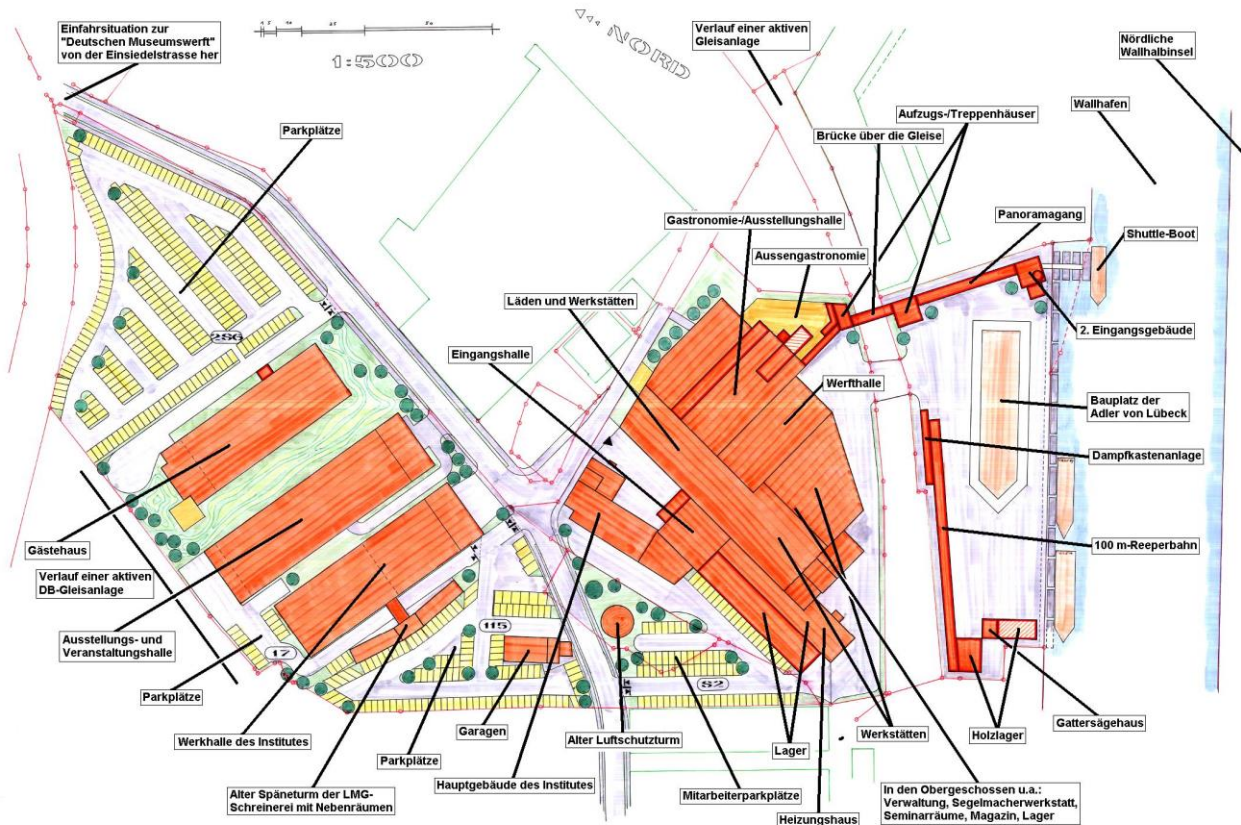 Einfahrsituation zur
"Deutschen Museumswerft"
von der Einsiedelstrasse her
1:500
NORD
Verlauf einer aktiven
Gleisanlage
Nördliche
Wallhalbinsel
Wallhafen
Aufzugs-/Treppenhäuser
Brücke über die Gleise
Parkplätze
Gastronomie-/Ausstellungshalle
Panoramagang
Shuttle-Boot
Aussengastronomie
Läden und Werkstätten
2. Eingangsgebäude
286
Eingangshalle
Werfthalle
Bauplatz der
Adler von Lübeck
Dampfkastenanlage
100 m-Reeperbahn
Gästehaus
Verlauf einer aktiven
DB-Gleisanlage
Ausstellungs- und
Veranstaltungshalle
115
17
82
Parkplätze
Werkhalle des Institutes
Parkplätze
Garagen
Alter Luftschutzturm
Lager
Werkstätten
Holzlager
Gattersägehaus
Alter Späneturm der LMG-
Schreinerei mit Nebenräumen
Hauptgebäude des Institutes
Mitarbeiterparkplätze
Heizungshaus
In den Obergeschossen u.a.:
Verwaltung, Segelmacherwerkstatt,
Seminarräume, Magazin, Lager